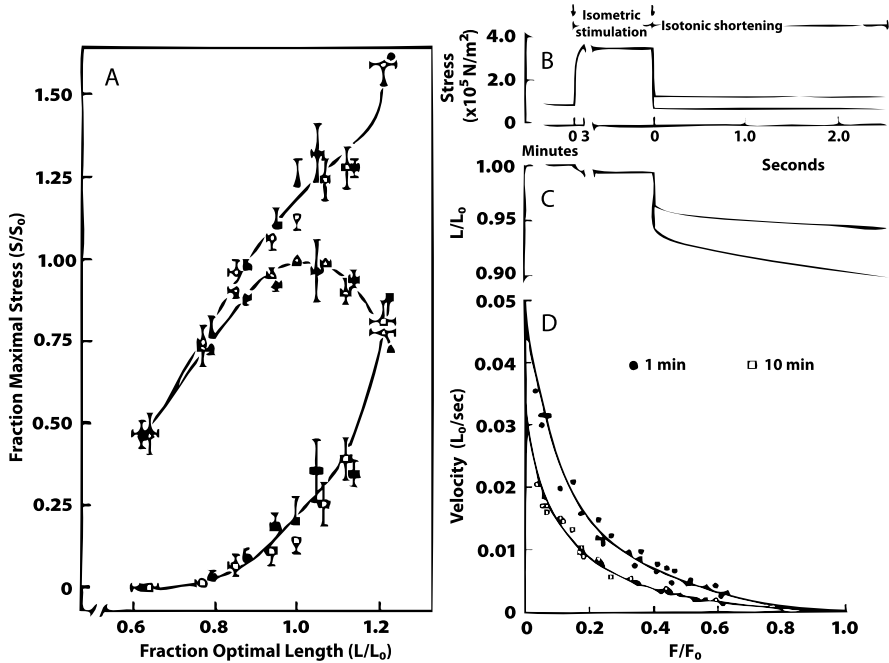 A
1.50
1.25
1.00
0.75
0.50
0.25
0
0.6
0.8
1.0
1.2
Fraction Maximal Stress (S/S₀)
Fraction Optimal Length (L/L₀)
Isometric
stimulation
Isotonic shortening
B
Stress
(x10⁵ N/m²)
4.0
2.0
0
0 3
0
1.0
2.0
Minutes
Seconds
C
L/L₀
1.00
0.95
0.90
D
Velocity (L₀/sec)
0.05
0.04
0.03
0.02
0.01
0
1 min
10 min
0
0.2
0.4
0.6
0.8
1.0
F/F₀